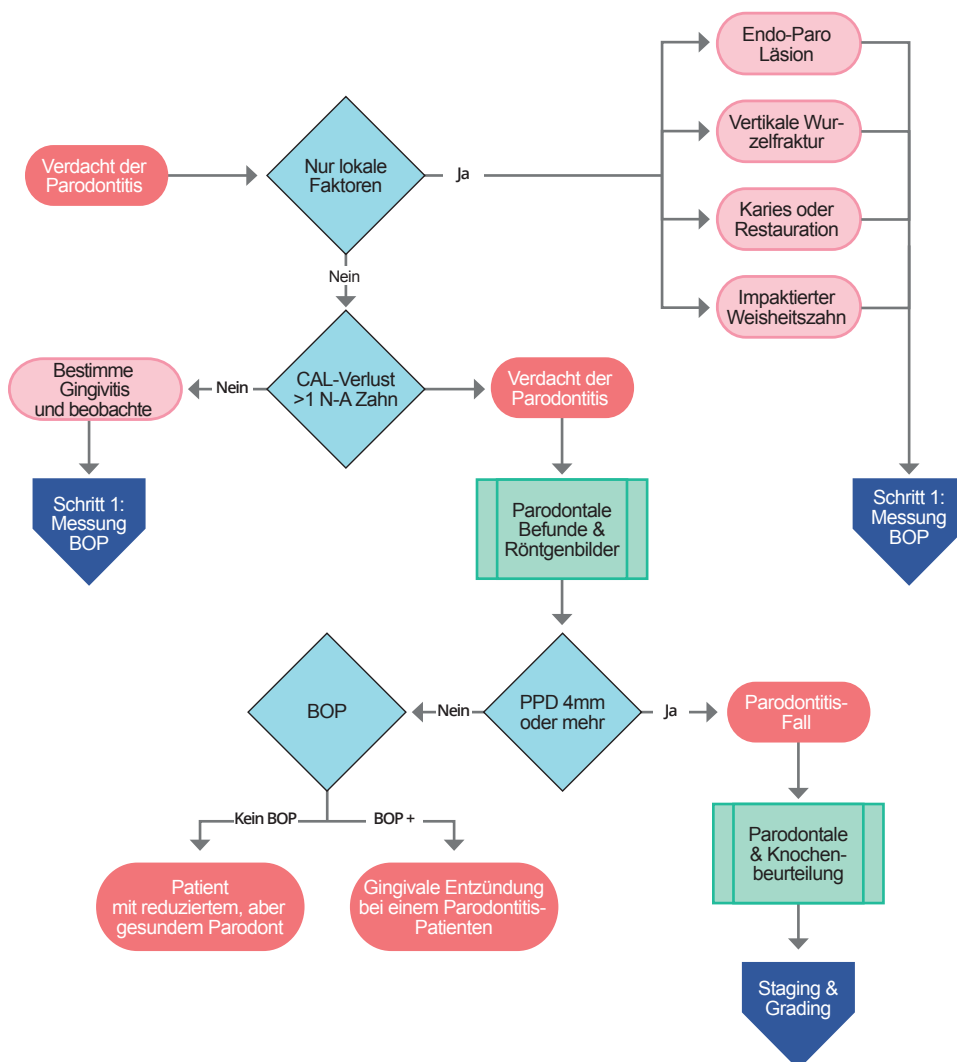 Endo-Paro
Läsion
Vertikale Wur-
zelfraktur
Verdacht der
Parodontitis
Nur lokale
Faktoren
Ja
Karies oder
Restauration
Nein
Impaktierter
Weisheitszahn
Bestimme
Gingivitis
und beobachte
Nein
CAL-Verlust
>1 N-A Zahn
Verdacht der
Parodontitis
Schritt 1:
Messung
BOP
Parodontale
Befunde &
Röntgenbilder
Schritt 1:
Messung
BOP
BOP
Nein
PPD 4mm
oder mehr
Ja
Parodontitis-
Fall
Kein BOP
BOP +
Parodontale
& Knochen-
beurteilung
Patient
mit reduziertem, aber
gesundem Parodont
Gingivale Entzündung
bei einem Parodontitis-
Patienten
Staging &
Grading